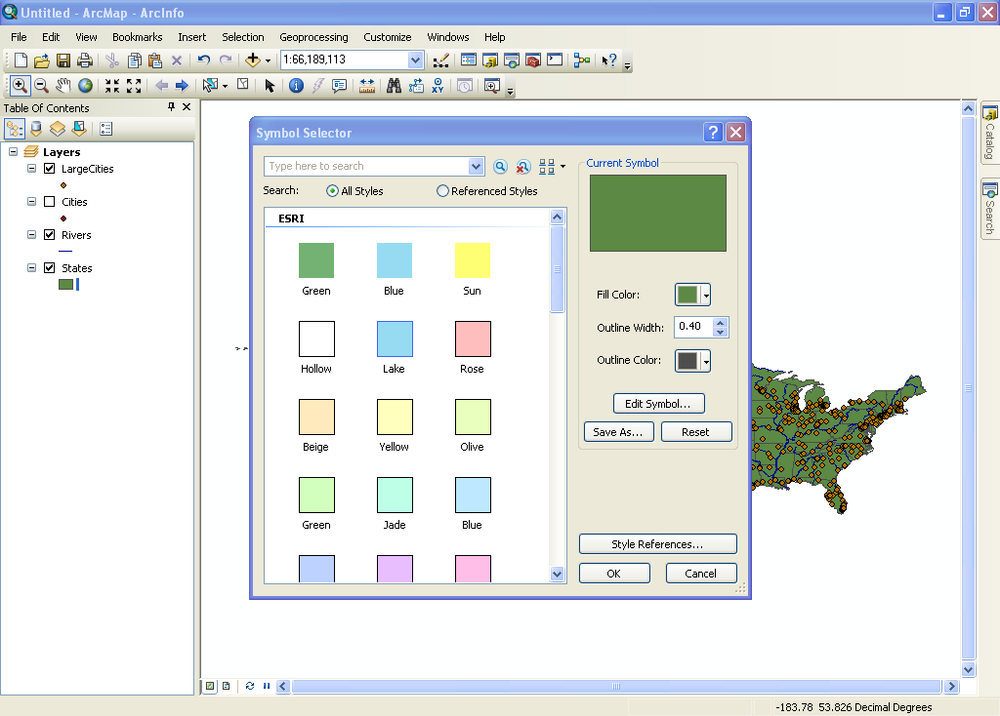 Untitled - ArcMap - ArcInfo
File Edit View Bookmarks Insert Selection Geoprocessing Customize Windows Help
1:66,189,113
Table Of Contents
Layers
LargeCities
Cities
Rivers
States
Symbol Selector
Type here to search
Search: All Styles Referenced Styles
ESRI
Green Blue Sun
Hollow Lake Rose
Beige Yellow Olive
Green Jade Blue
Current Symbol
Fill Color:
Outline Width: 0.40
Outline Color:
Edit Symbol...
Save As... Reset
Style References...
OK Cancel
Catalog
Search
-183.78 53.826 Decimal Degrees